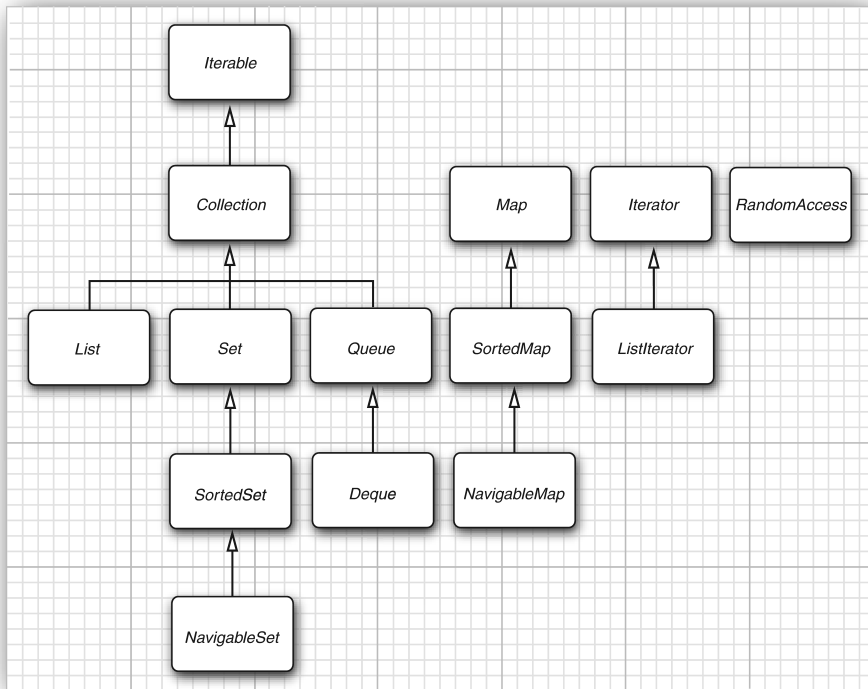 Iterable
Collection
Map
Iterator
RandomAccess
List
Set
Queue
SortedMap
ListIterator
SortedSet
Deque
NavigableMap
NavigableSet